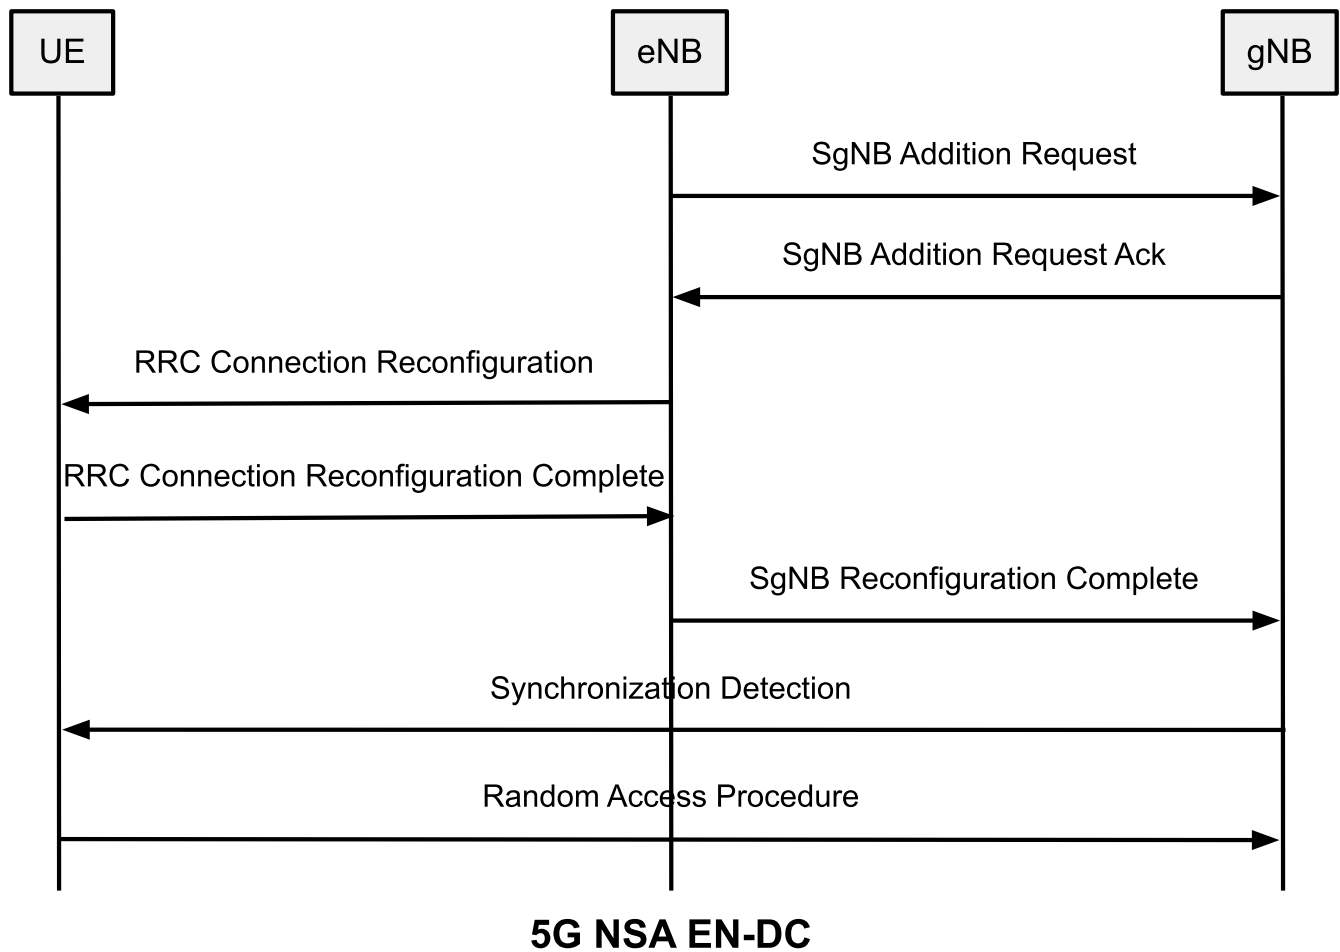 UE
eNB
gNB
SgNB Addition Request
SgNB Addition Request Ack
RRC Connection Reconfiguration
RRC Connection Reconfiguration Complete
SgNB Reconfiguration Complete
Synchronization Detection
Random Access Procedure
5G NSA EN-DC